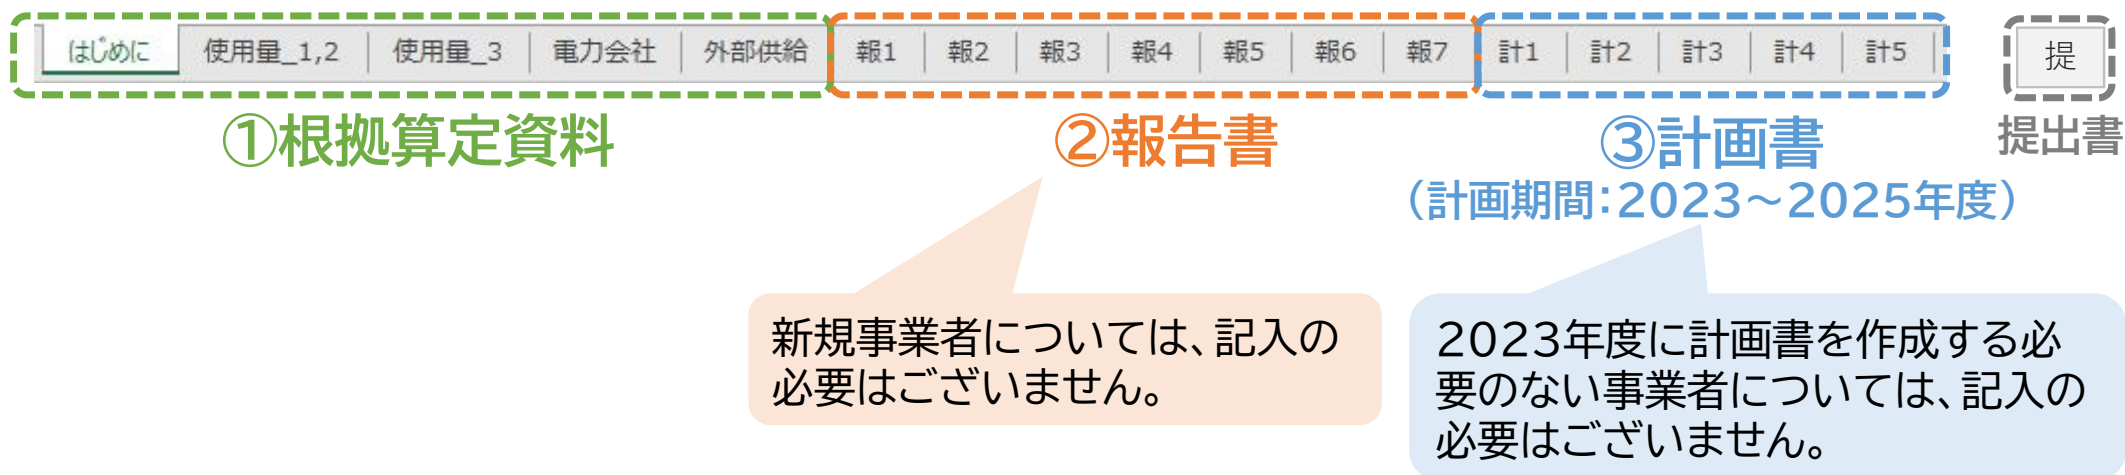 はじめに 使用量_1,2 使用量_3 電力会社 外部供給 報1 報2 報3 報4 報5 報6 報7 計1 計2 計3 計4 計5 提
①根拠算定資料 ②報告書 ③計画書 提出書
（計画期間：2023～2025年度）
新規事業者については、記入の
必要はございません。
2023年度に計画書を作成する必
要のない事業者については、記入の
必要はございません。